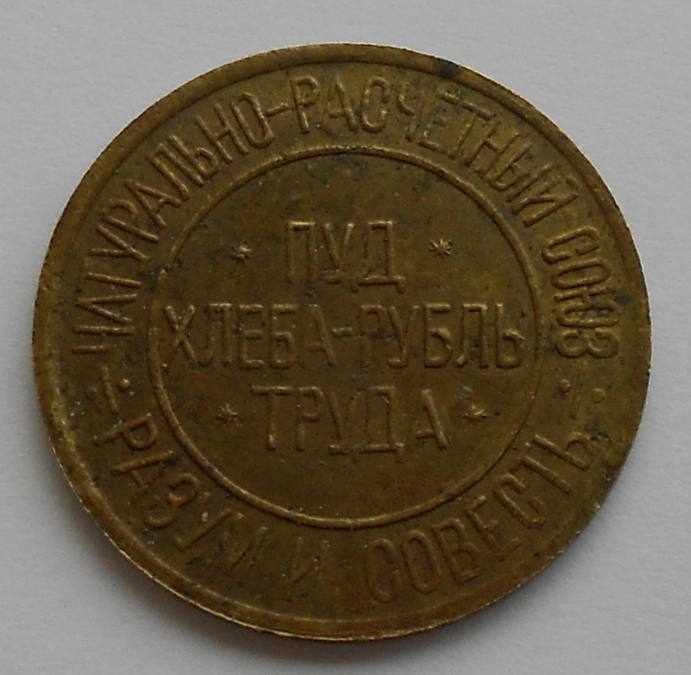 НАТУРАЛЬНО-РАСЧЕТНЫЙ СОЮЗ
ПУД
ХЛЕБА-РУБЛЬ
ТРУДА
РАЗУМ И СОВЕСТЬ